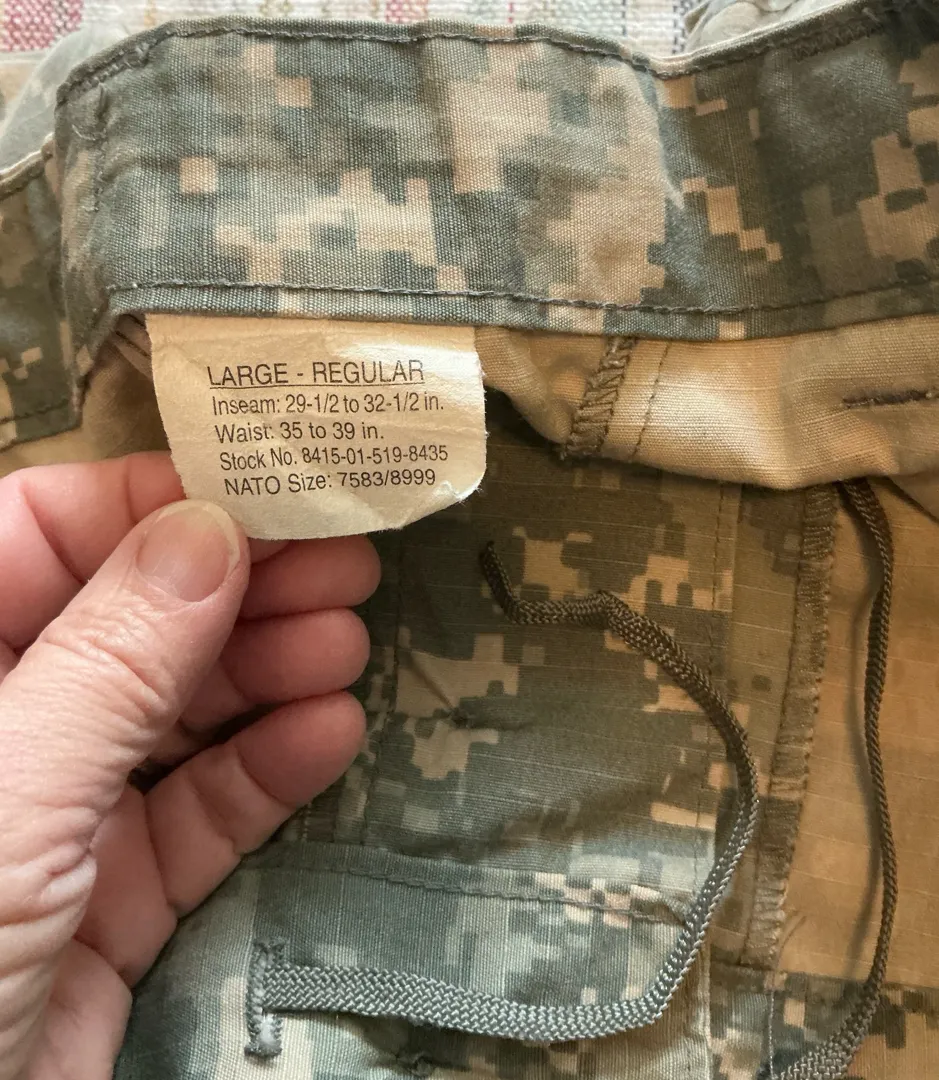 LARGE - REGULAR
Inseam: 29-1/2 to 32-1/2 in.
Waist: 35 to 39 in.
Stock No. 8415-01-519-8435
NATO Size: 7583/8999